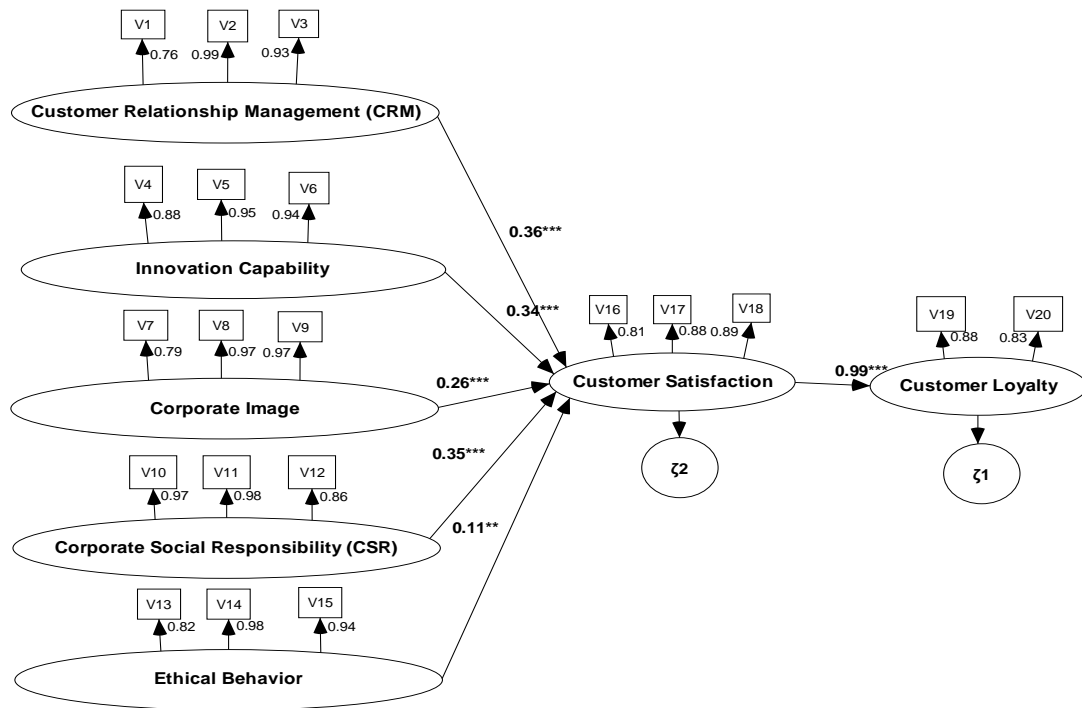 V1 V2 V3
0.76 0.99 0.93
Customer Relationship Management (CRM)
V4 V5 V6
0.88 0.95 0.94
Innovation Capability
V7 V8 V9
0.79 0.97 0.97
Corporate Image
V10 V11 V12
0.97 0.98 0.86
Corporate Social Responsibility (CSR)
V13 V14 V15
0.82 0.98 0.94
Ethical Behavior
0.36***
0.34***
0.26***
0.35***
0.11**
V16 V17 V18
0.81 0.88 0.89
Customer Satisfaction
ζ2
0.99***
V19 V20
0.88 0.83
Customer Loyalty
ζ1